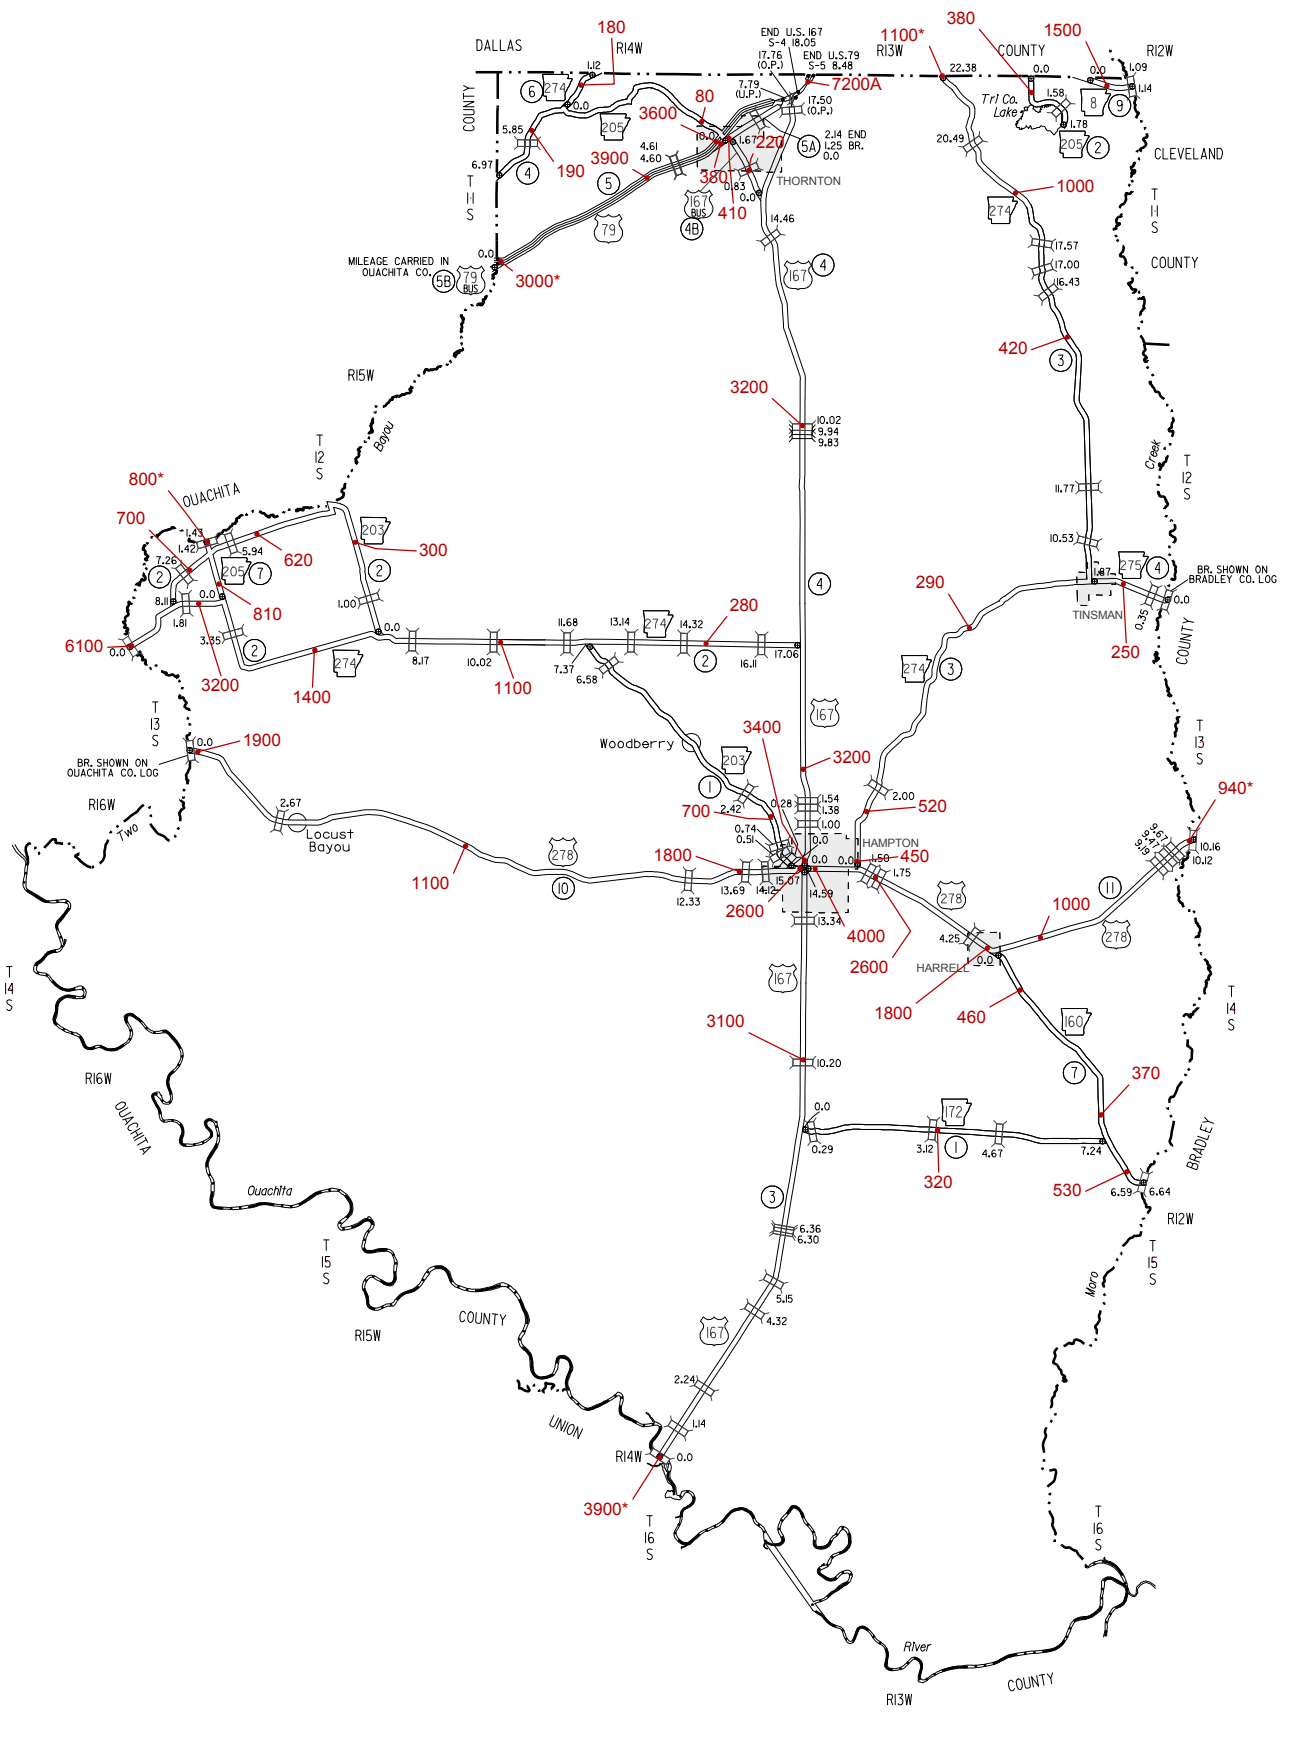 380
180
1100*
1500
END U.S. 167
S-4 18.05
DALLAS
R14W
17.76
(O.P.)
END U.S.79
S-5 8.48
R13W
COUNTY
R12W
1.12
22.38
0.0
0.0
1.09
1.14
6
274
7.79
(U.P.)
7200A
17.50
(O.P.)
Tri Co.
Lake
1.58
8
9
COUNTY
0.0
80
3600
1.78
5.85
205
10.0
1.67
220
5A
2.14 END
1.25 BR.
0.0
20.49
205
2
CLEVELAND
4.61
4.60
3900
380
THORNTON
6.97
4
190
5
0.83
0.0
T
11
S
167
BUS
4B
410
1000
274
T
11
S
79
14.46
17.57
0.0
MILEAGE CARRIED IN
OUACHITA CO.
5B
79
BUS
3000*
167
4
17.00
16.43
COUNTY
420
3
R15W
3200
10.02
9.94
9.83
Bayou
T
12
S
Creek
T
12
S
800*
OUACHITA
11.77
700
1.43
1.42
5.94
620
203
300
10.53
7.26
2
205
7
2
4
290
1.87
275
4
BR. SHOWN ON
BRADLEY CO. LOG
8.11
0.0
810
1.00
0.0
0.35
TINSMAN
1.81
3.35
0.0
11.68
13.14
274
14.32
280
250
COUNTY
6100
0.0
2
274
8.17
10.02
7.37
6.58
2
16.11
17.06
274
3
3200
1400
1100
T
13
S
167
3400
T
13
S
0.0
1900
Woodberry
BR. SHOWN ON
OUACHITA CO. LOG
203
3200
1
2.00
940*
R16W
Two
2.67
2.42
0.28
1.54
1.38
520
700
Locust
Bayou
0.74
0.51
1.00
0.0
HAMPTON
9.67
9.47
9.19
10.16
10.12
278
1800
0.0
0.0
1.50
450
1100
10
12.33
13.69
14.12
15.07
14.59
1.75
11
2600
278
1000
13.34
4000
4.25
278
2600
HARRELL
0.0
T
14
S
167
1800
460
T
14
S
3100
160
10.20
R16W
7
370
OUACHITA
0.0
172
0.29
3.12
1
4.67
7.24
BRADLEY
320
530
6.59
6.64
Ouachita
3
R12W
6.36
6.30
T
15
S
T
15
S
Moro
5.15
COUNTY
4.32
167
R15W
2.24
UNION
1.14
R14W
0.0
3900*
T
16
S
T
16
S
River
COUNTY
R13W